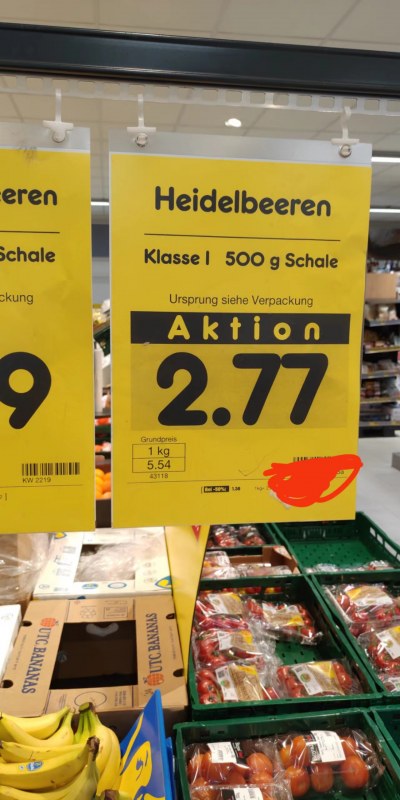 eeren
Schale
ckung
9
KW 2219
Heidelbeeren
Klasse I 500 g Schale
Ursprung siehe Verpackung
Aktion
2.77
Grundpreis
1 kg
5.54
UTC BANANAS
UTC BANANAS